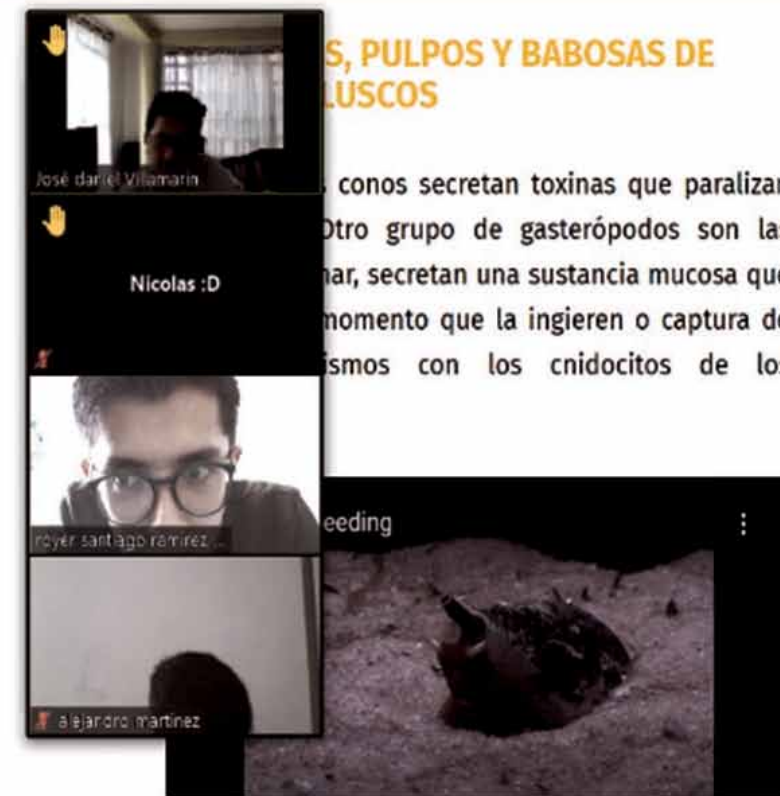 S, PULPOS Y BABOSAS DE
LUSCOS
conos secretan toxinas que paralizan
Otro grupo de gasterópodos son las
mar, secretan una sustancia mucosa que
momento que la ingieren o captura de
ismos con los cnidocitos de los
José daniel Villamarin
Nicolas :D
royer santiago ramirez ...
alejandro martinez
eeding